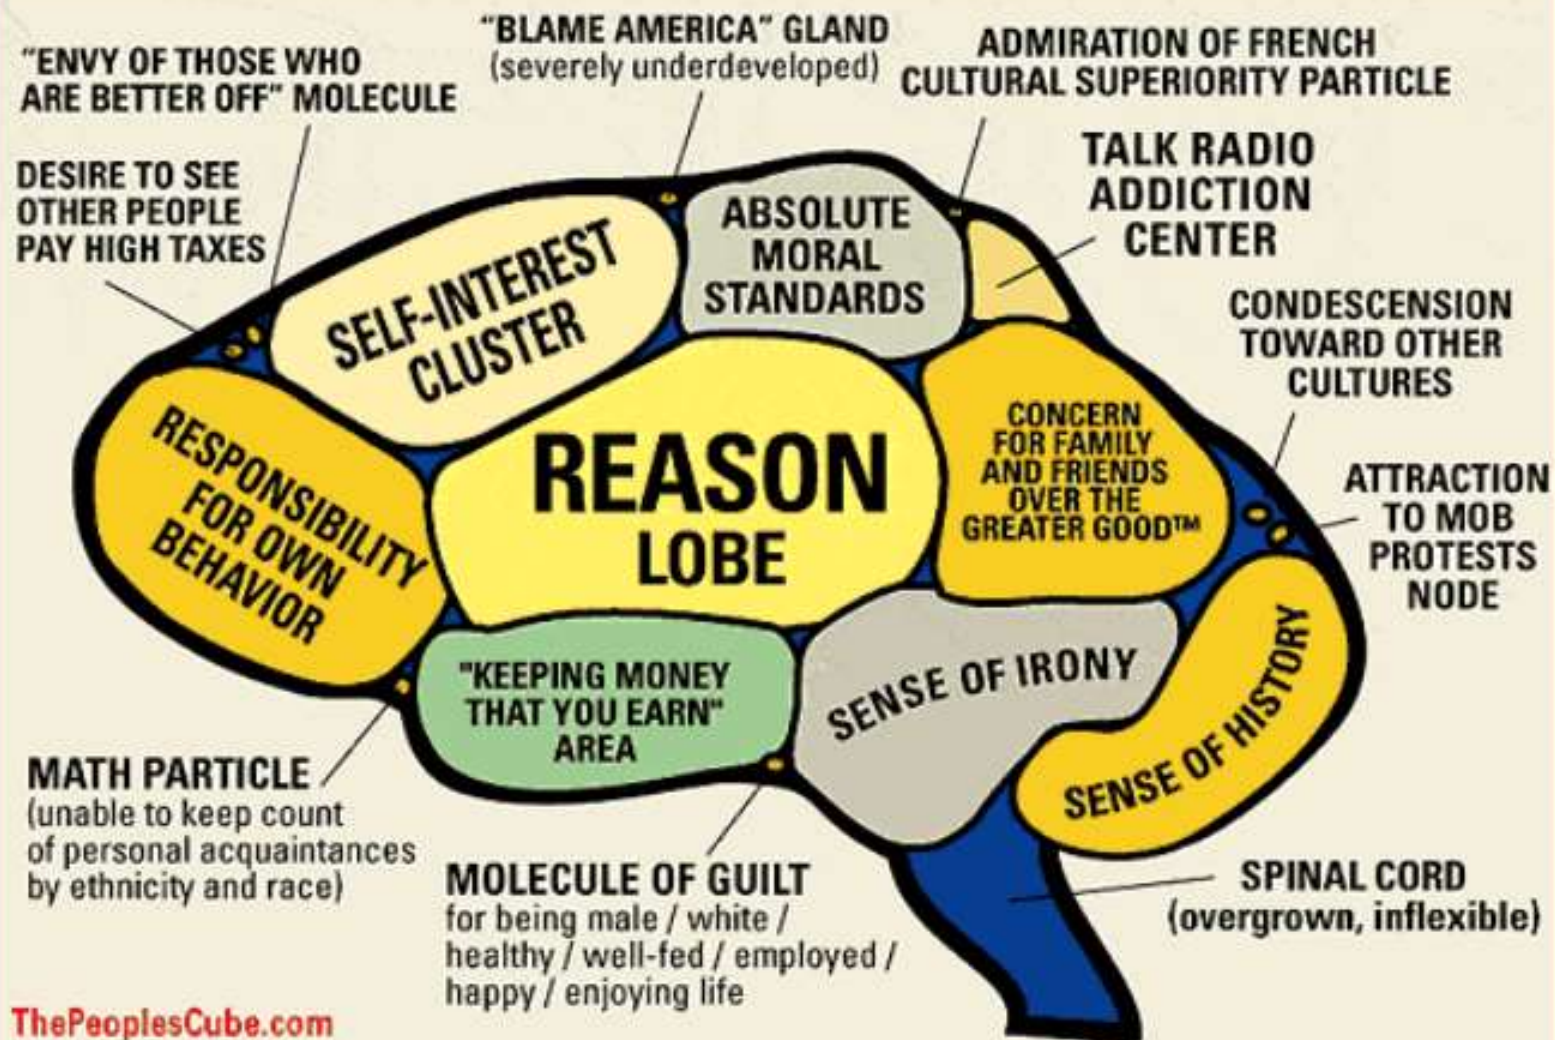 "BLAME AMERICA" GLAND
(severely underdeveloped)
"ENVY OF THOSE WHO
ARE BETTER OFF" MOLECULE
ADMIRATION OF FRENCH
CULTURAL SUPERIORITY PARTICLE
DESIRE TO SEE
OTHER PEOPLE
PAY HIGH TAXES
TALK RADIO
ADDICTION
CENTER
SELF-INTEREST
CLUSTER
ABSOLUTE
MORAL
STANDARDS
CONDESCENSION
TOWARD OTHER
CULTURES
RESPONSIBILITY
FOR OWN
BEHAVIOR
REASON
LOBE
CONCERN
FOR FAMILY
AND FRIENDS
OVER THE
GREATER GOOD™
ATTRACTION
TO MOB
PROTESTS
NODE
"KEEPING MONEY
THAT YOU EARN"
AREA
SENSE OF IRONY
SENSE OF HISTORY
MATH PARTICLE
(unable to keep count
of personal acquaintances
by ethnicity and race)
MOLECULE OF GUILT
for being male / white /
healthy / well-fed / employed /
happy / enjoying life
SPINAL CORD
(overgrown, inflexible)
ThePeoplesCube.com